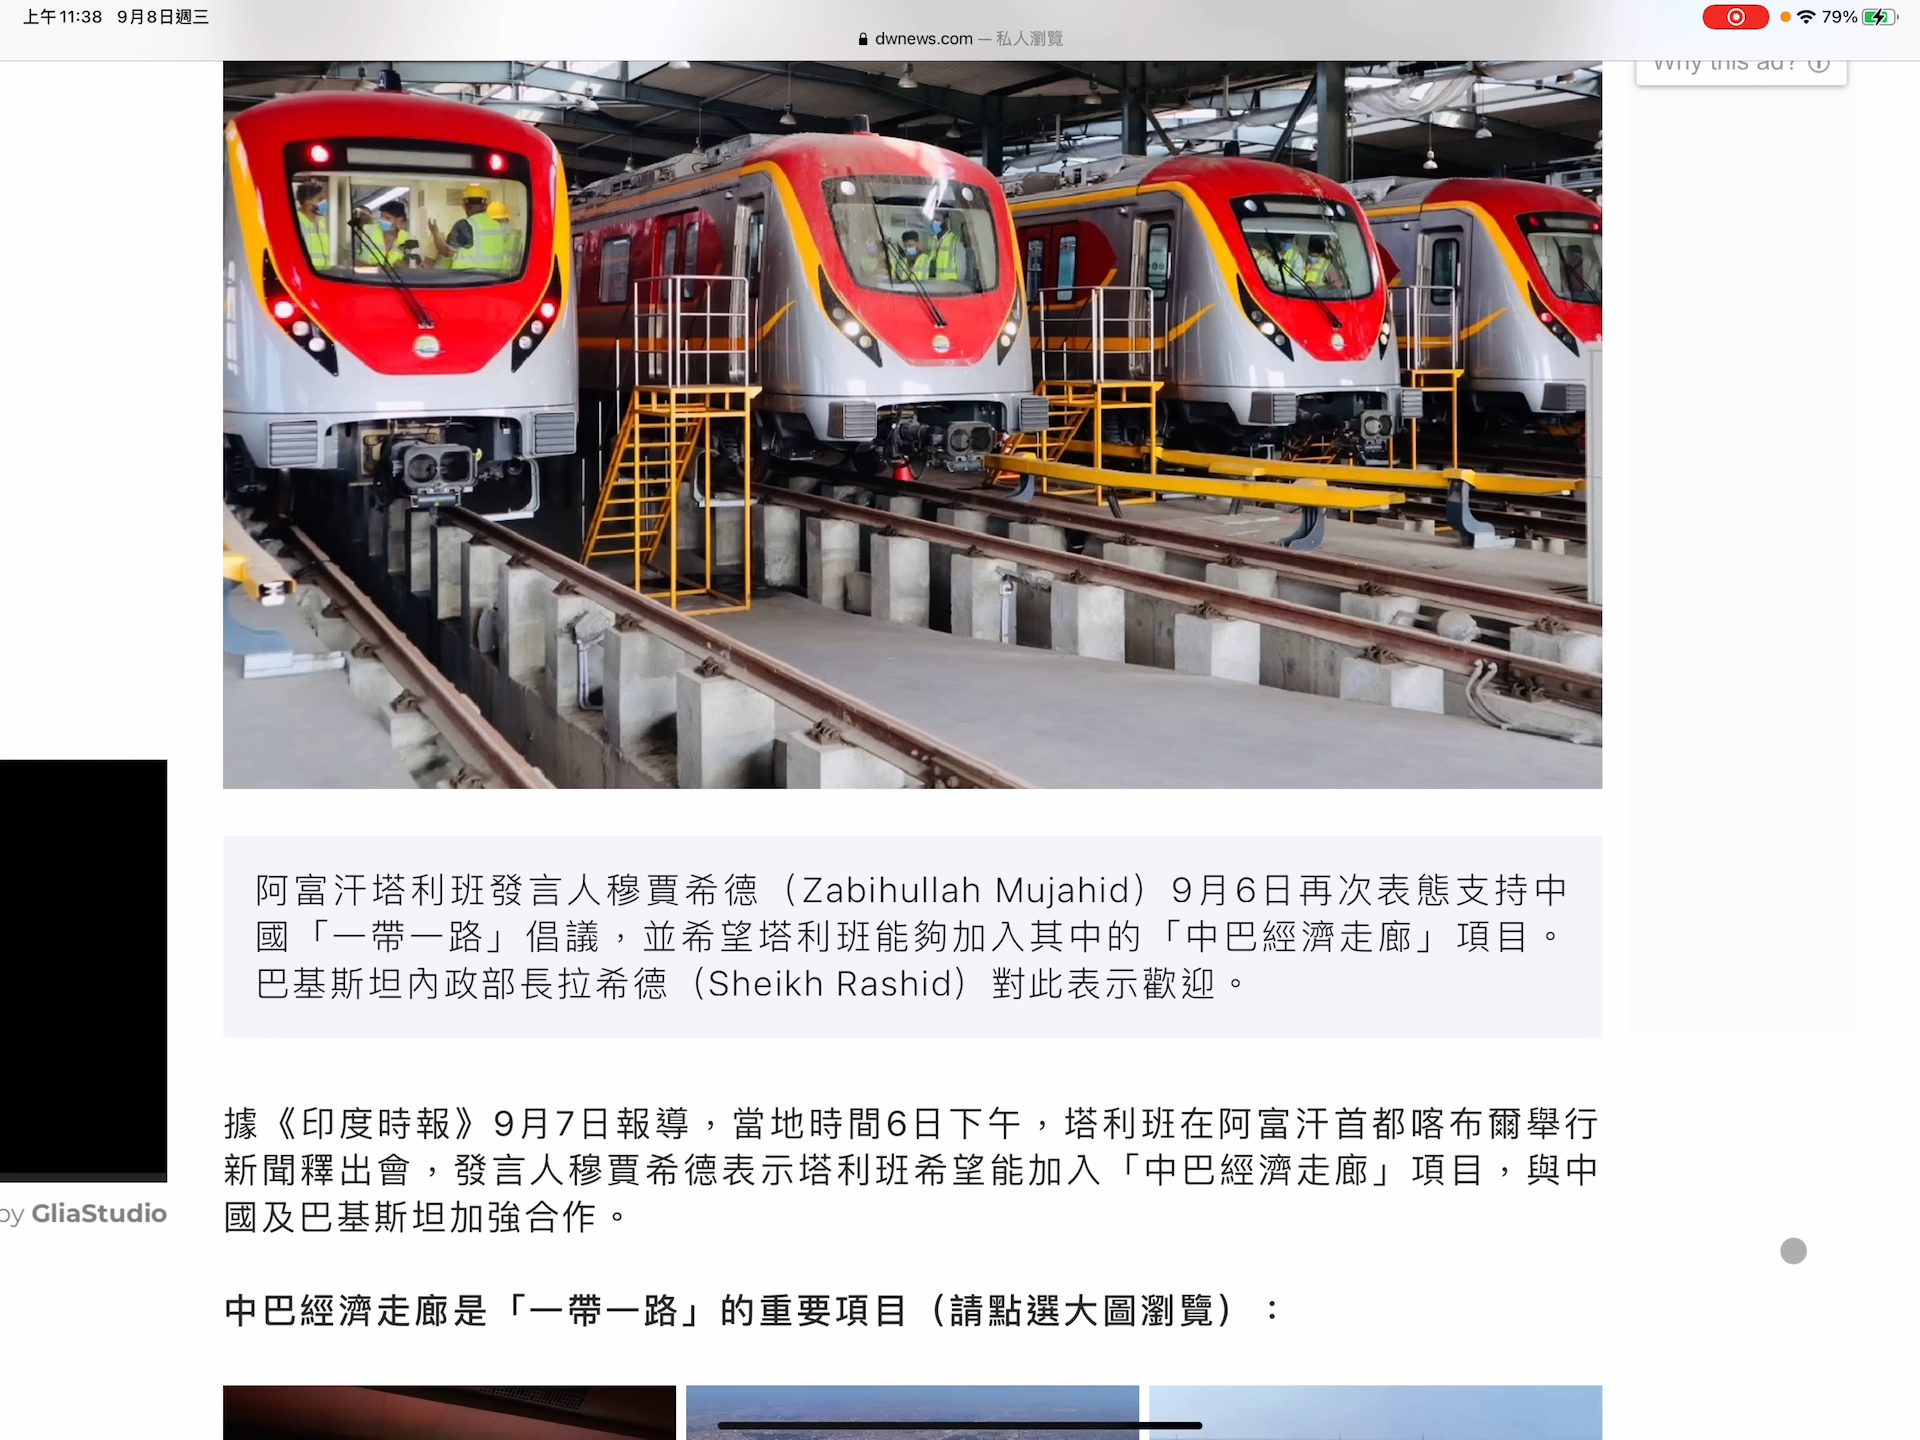 上午11:38 9月8日週三
79%
dwnews.com — 私人瀏覽
Why this ad?
阿富汗塔利班發言人穆賈希德（Zabihullah Mujahid）9月6日再次表態支持中
國「一帶一路」倡議，並希望塔利班能夠加入其中的「中巴經濟走廊」項目。
巴基斯坦內政部長拉希德（Sheikh Rashid）對此表示歡迎。
據《印度時報》9月7日報導，當地時間6日下午，塔利班在阿富汗首都喀布爾舉行
新聞釋出會，發言人穆賈希德表示塔利班希望能加入「中巴經濟走廊」項目，與中
國及巴基斯坦加強合作。
by GliaStudio
中巴經濟走廊是「一帶一路」的重要項目（請點選大圖瀏覽）：